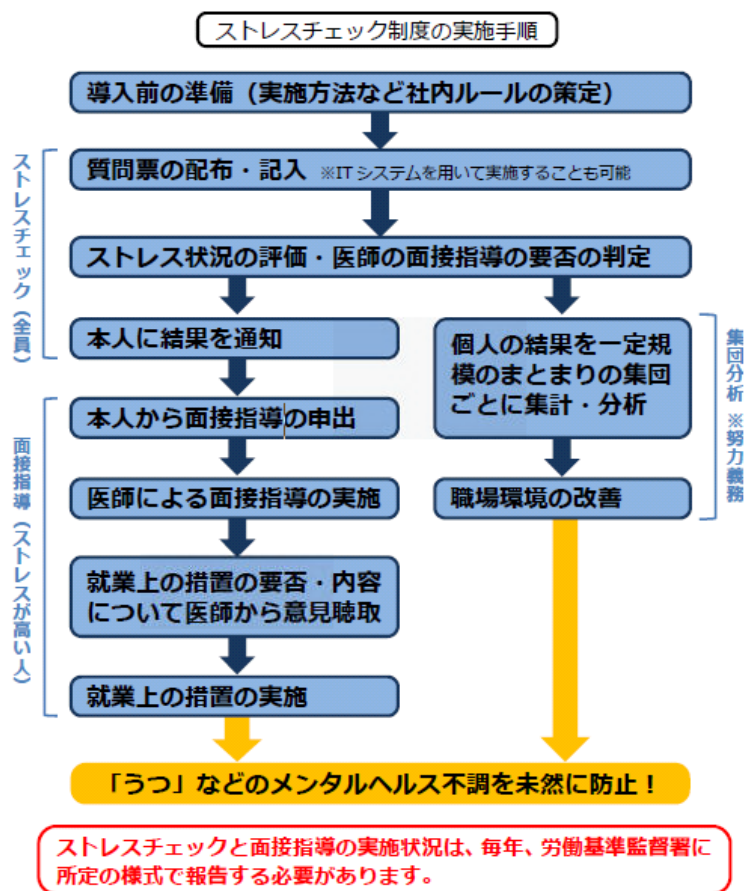 ストレスチェック制度の実施手順
導入前の準備（実施方法など社内ルールの策定）
ストレスチェック（全員）
質問票の配布・記入 ※IT システムを用いて実施することも可能
ストレス状況の評価・医師の面接指導の要否の判定
本人に結果を通知
面接指導（ストレスが高い人）
本人から面接指導の申出
医師による面接指導の実施
就業上の措置の要否・内容
について医師から意見聴取
就業上の措置の実施
個人の結果を一定規
模のまとまりの集団
ごとに集計・分析
職場環境の改善
集団分析 ※努力義務
「うつ」などのメンタルヘルス不調を未然に防止！
ストレスチェックと面接指導の実施状況は、毎年、労働基準監督署に
所定の様式で報告する必要があります。